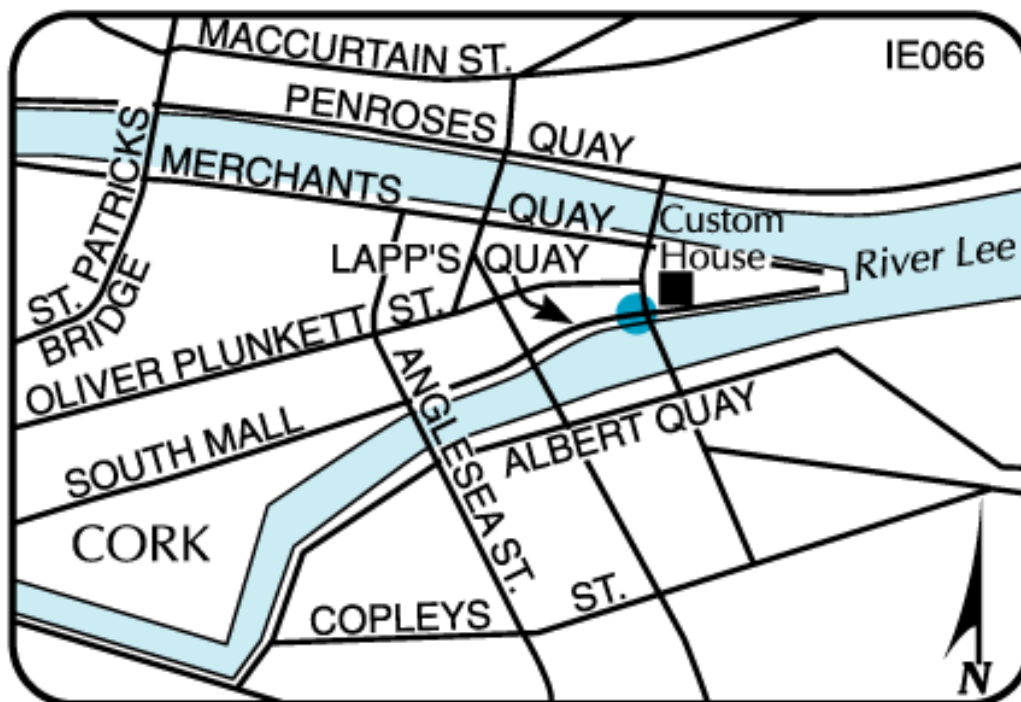 MACCURTAIN ST.
IE066
PENROSES QUAY
ST. PATRICKS
BRIDGE
MERCHANTS QUAY
Custom
House
River Lee
LAPP'S QUAY
OLIVER PLUNKETT ST.
SOUTH MALL
ANGLESEA ST.
ALBERT QUAY
CORK
COPLEYS ST.
N